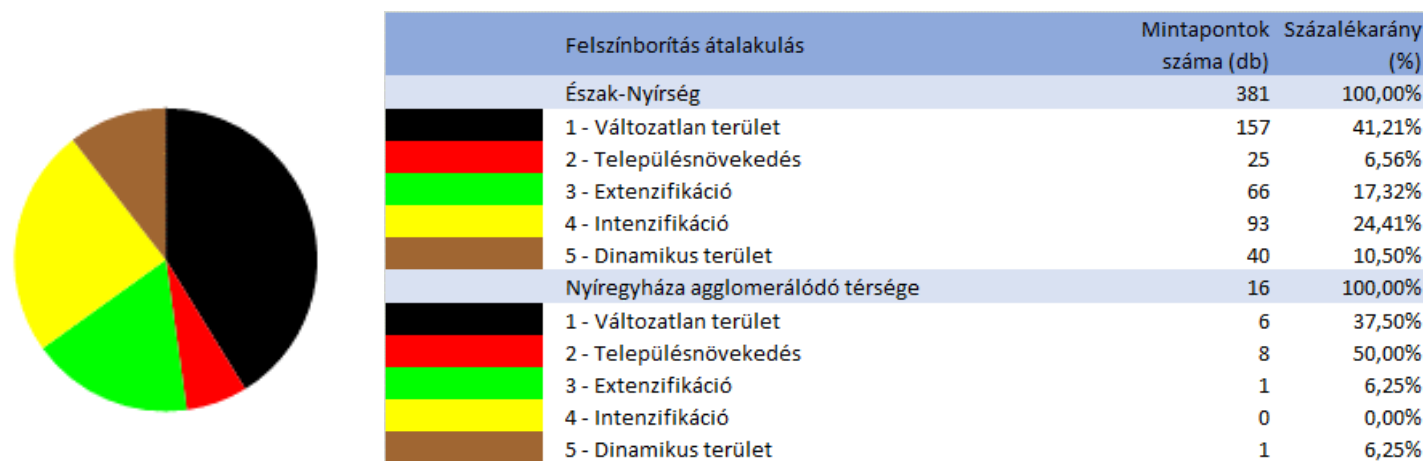 Felszínborítás átalakulás Mintapontok száma (db) Százalékarány (%)
Észak-Nyírség 381 100,00%
1 - Változatlan terület 157 41,21%
2 - Településnövekedés 25 6,56%
3 - Extenzifikáció 66 17,32%
4 - Intenzifikáció 93 24,41%
5 - Dinamikus terület 40 10,50%
Nyíregyháza agglomerálódó térsége 16 100,00%
1 - Változatlan terület 6 37,50%
2 - Településnövekedés 8 50,00%
3 - Extenzifikáció 1 6,25%
4 - Intenzifikáció 0 0,00%
5 - Dinamikus terület 1 6,25%